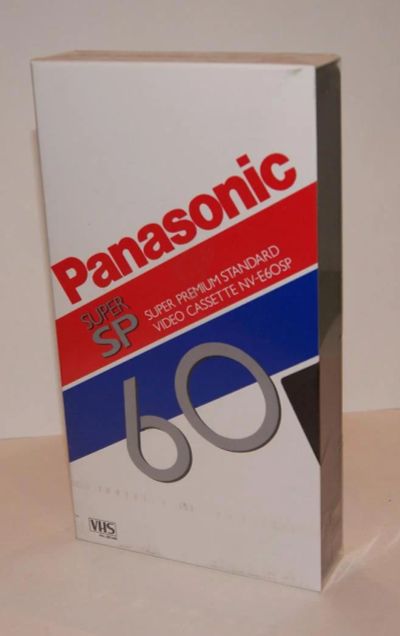 Panasonic
SUPER
SP
SUPER PREMIUM STANDARD
VIDEO CASSETTE NV-E60SP
60
VHS